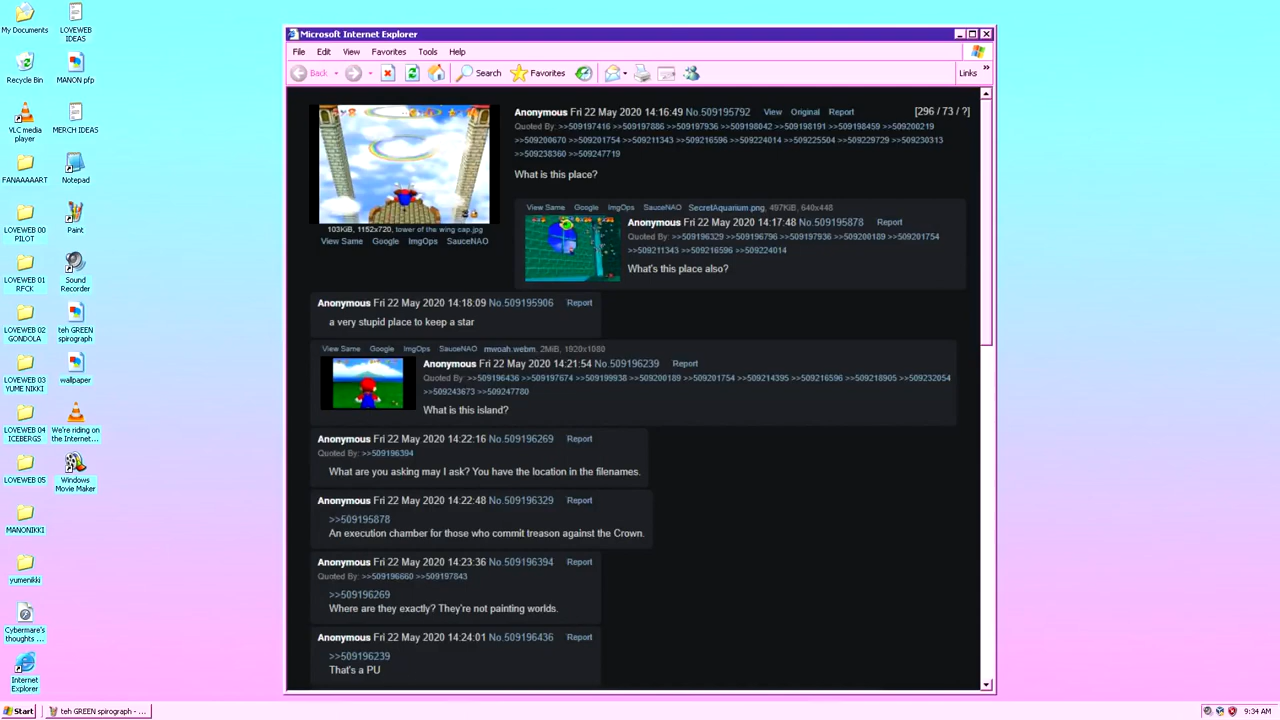 My Documents
LOVEWEB
IDEAS
Recycle Bin
MANON pfp
VLC media
player
MERCH IDEAS
FANAAAAART
Notepad
LOVEWEB 00
PILOT
Paint
LOVEWEB 01
RFCK
Sound
Recorder
LOVEWEB 02
GONDOLA
teh GREEN
spirograph
LOVEWEB 03
YUME NIKKI
wallpaper
LOVEWEB 04
ICEBERGS
We're riding on
the Internet...
LOVEWEB 05
Windows
Movie Maker
MANONIKKI
yumenikki
Cybermare's
thoughts ...
Internet
Explorer
Microsoft Internet Explorer
File Edit View Favorites Tools Help
Back Search Favorites Links
Anonymous Fri 22 May 2020 14:16:49 No.509195792 View Original Report [296 / 73 / ?]
Quoted By: >>509197416 >>509197886 >>509197936 >>509198042 >>509198191 >>509198459 >>509200219
>>509200670 >>509201754 >>509211343 >>509216596 >>509224014 >>509225504 >>509229729 >>509230313
>>509238360 >>509247719
What is this place?
103KiB, 1152x720, tower of the wing cap.jpg
View Same Google ImgOps SauceNAO
View Same Google ImgOps SauceNAO SecretAquarium.png, 497KiB, 640x448
Anonymous Fri 22 May 2020 14:17:48 No.509195878 Report
Quoted By: >>509196329 >>509196796 >>509197936 >>509200189 >>509201754
>>509211343 >>509216596 >>509224014
What's this place also?
Anonymous Fri 22 May 2020 14:18:09 No.509195906 Report
a very stupid place to keep a star
View Same Google ImgOps SauceNAO mwoah.webm, 2MiB, 1920x1080
Anonymous Fri 22 May 2020 14:21:54 No.509196239 Report
Quoted By: >>509196436 >>509197674 >>509199938 >>509200189 >>509201754 >>509214395 >>509216596 >>509218905 >>509232054
>>509243673 >>509247780
What is this island?
Anonymous Fri 22 May 2020 14:22:16 No.509196269 Report
Quoted By: >>509196394
What are you asking may I ask? You have the location in the filenames.
Anonymous Fri 22 May 2020 14:22:48 No.509196329 Report
>>509195878
An execution chamber for those who commit treason against the Crown.
Anonymous Fri 22 May 2020 14:23:36 No.509196394 Report
Quoted By: >>509196660 >>509197843
>>509196269
Where are they exactly? They're not painting worlds.
Anonymous Fri 22 May 2020 14:24:01 No.509196436 Report
>>509196239
That's a PU
Start teh GREEN spirograph - ... 9:34 AM